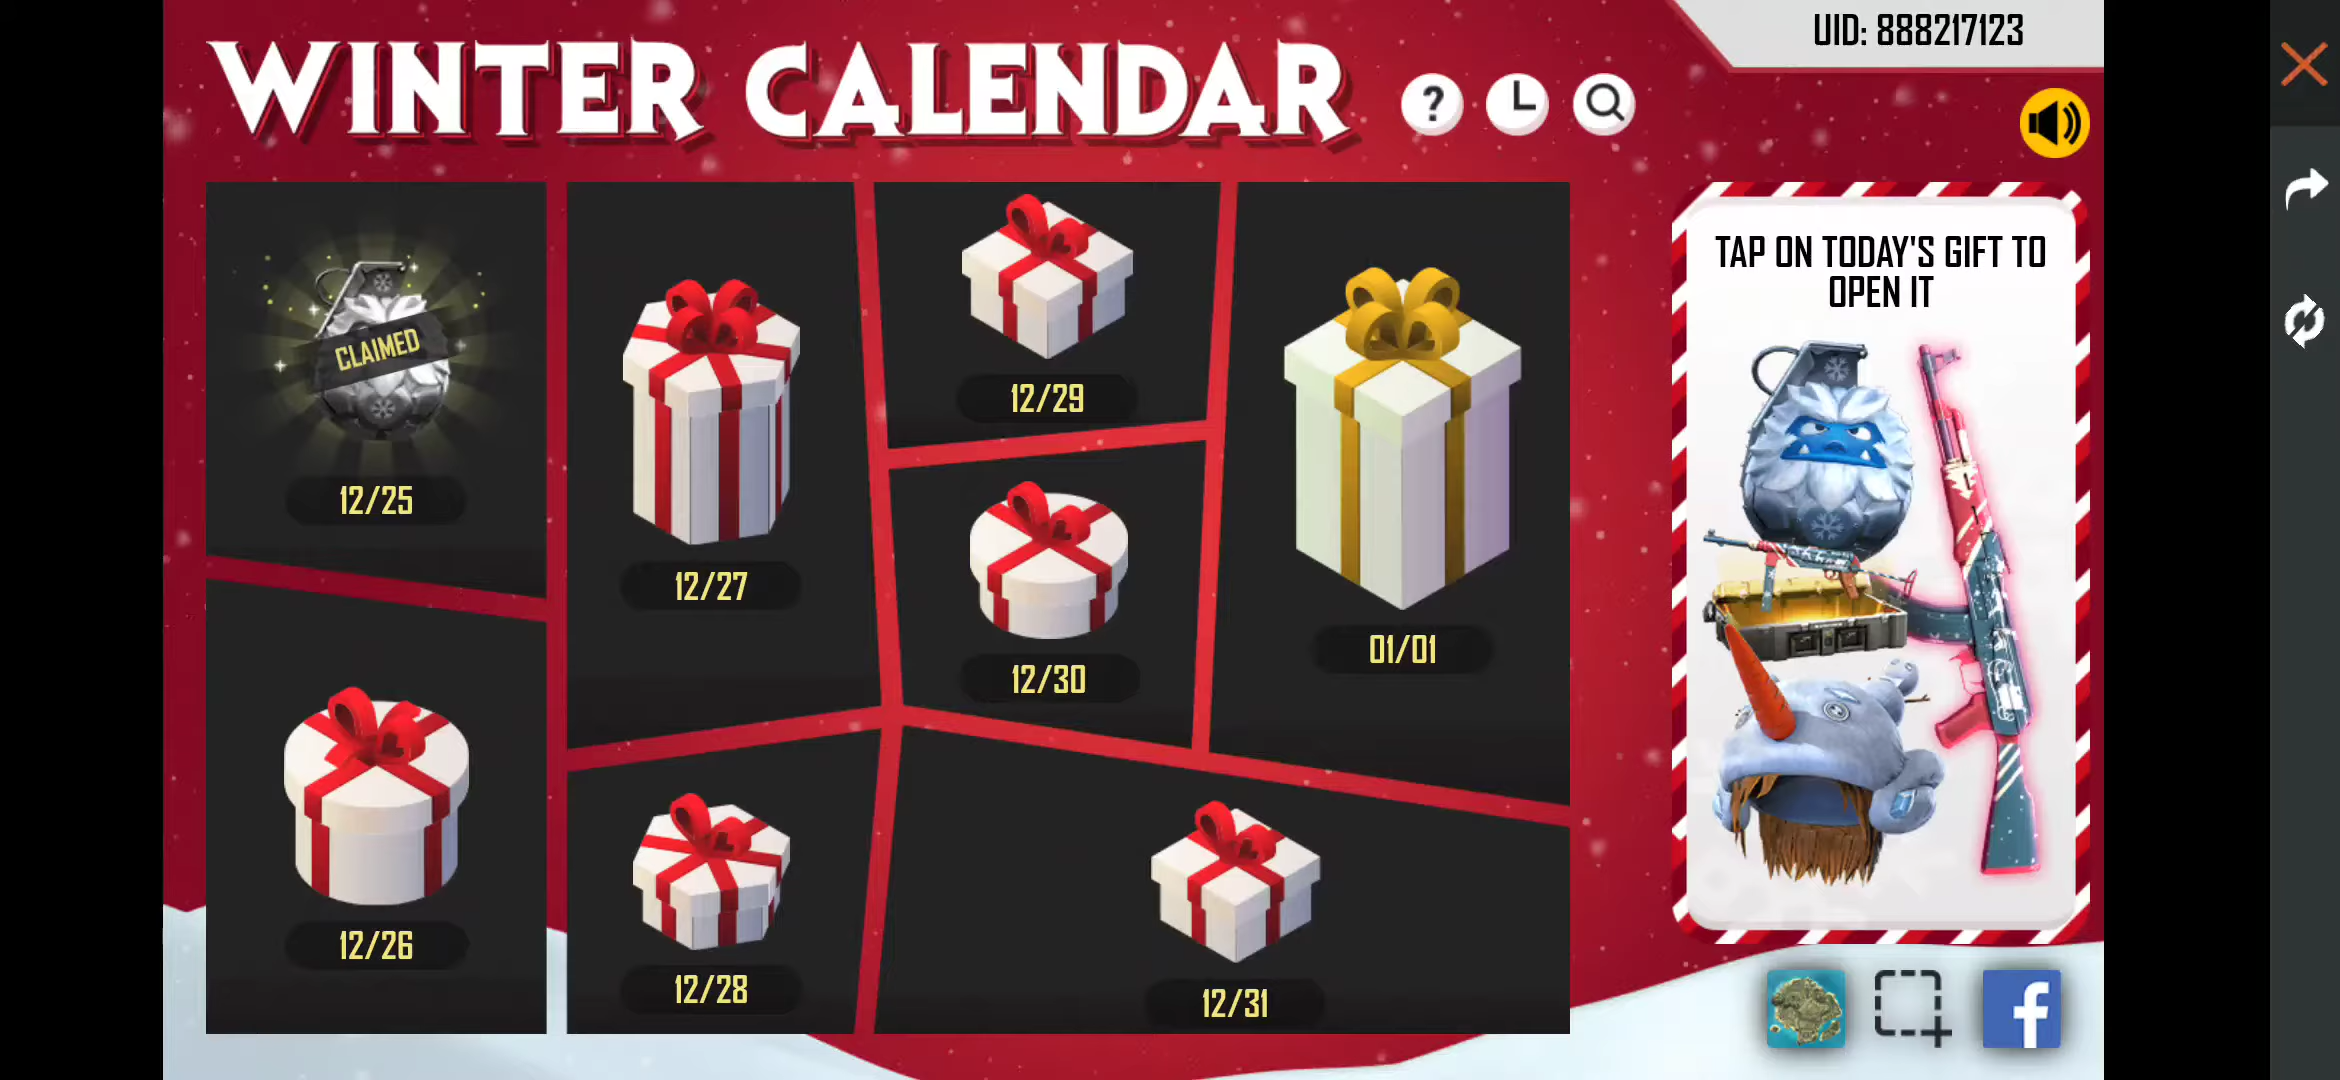 WINTER CALENDAR
?
UID: 888217123
CLAIMED
12/25
12/26
12/27
12/28
12/29
12/30
12/31
01/01
TAP ON TODAY'S GIFT TO
OPEN IT
f